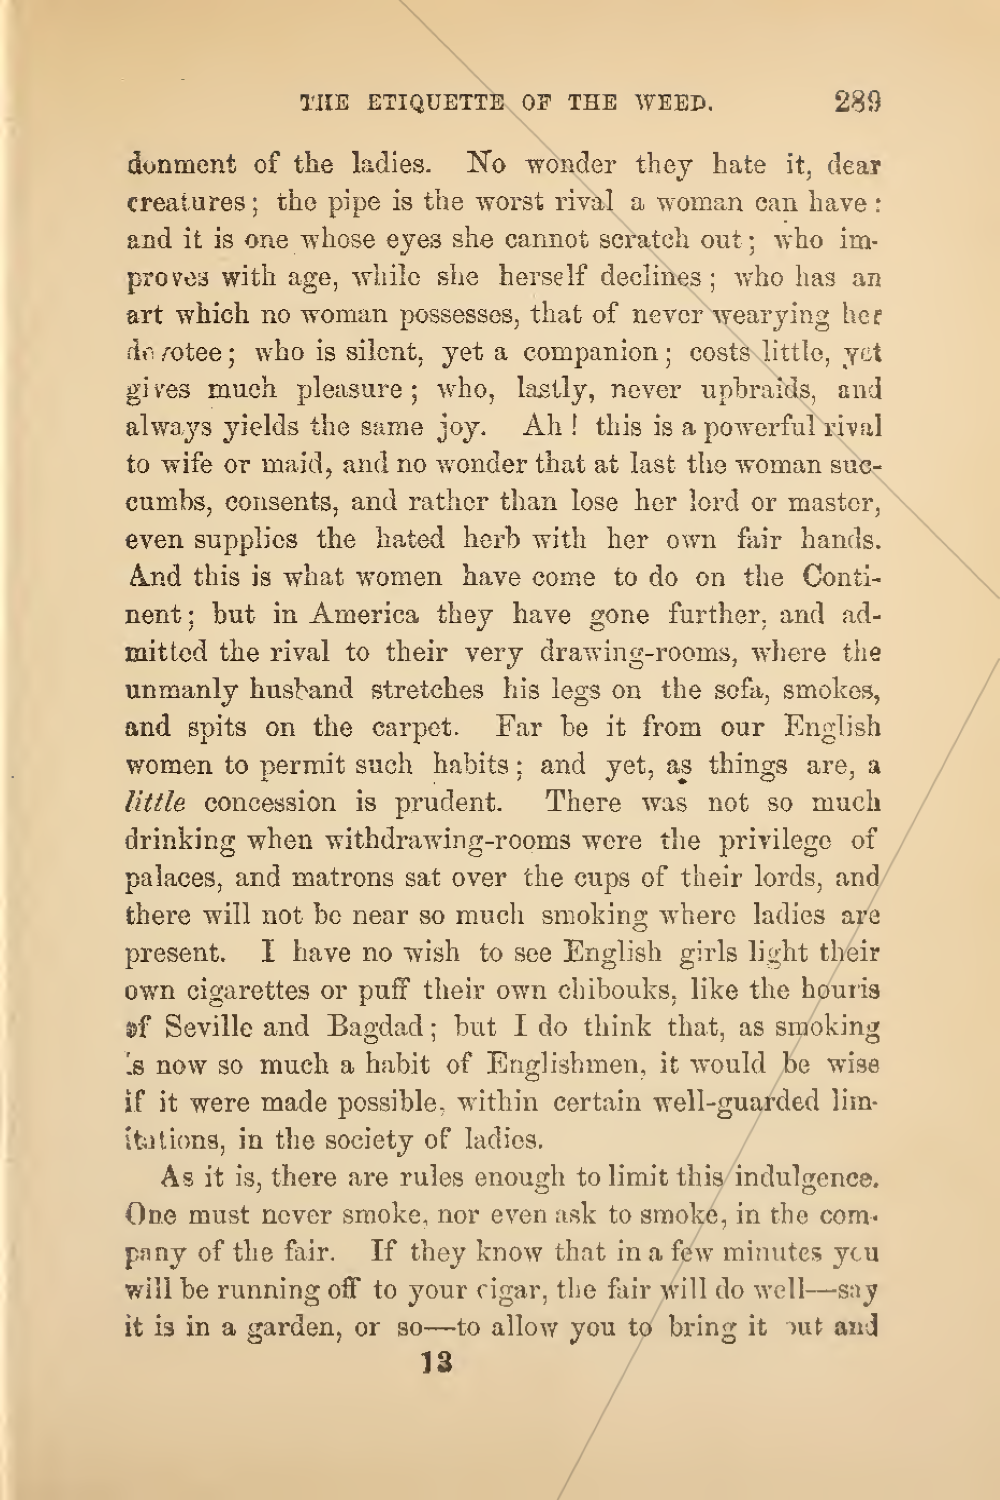 THE ETIQUETTE OF THE WEED. 289
donment of the ladies. No wonder they hate it, dear
creatures; the pipe is the worst rival a woman can have:
and it is one whose eyes she cannot scratch out; who im-
proves with age, while she herself declines; who has an
art which no woman possesses, that of never wearying her
devotee; who is silent, yet a companion; costs little, yet
gives much pleasure; who, lastly, never upbraids, and
always yields the same joy. Ah! this is a powerful rival
to wife or maid, and no wonder that at last the woman suc-
cumbs, consents, and rather than lose her lord or master,
even supplies the hated herb with her own fair hands.
And this is what women have come to do on the Conti-
nent; but in America they have gone further, and ad-
mitted the rival to their very drawing-rooms, where the
unmanly husband stretches his legs on the sofa, smokes,
and spits on the carpet. Far be it from our English
women to permit such habits; and yet, as things are, a
little concession is prudent. There was not so much
drinking when withdrawing-rooms were the privilege of
palaces, and matrons sat over the cups of their lords, and
there will not be near so much smoking where ladies are
present. I have no wish to see English girls light their
own cigarettes or puff their own chibouks, like the houris
of Seville and Bagdad; but I do think that, as smoking
is now so much a habit of Englishmen, it would be wise
if it were made possible, within certain well-guarded lim-
itations, in the society of ladies.
As it is, there are rules enough to limit this indulgence.
One must never smoke, nor even ask to smoke, in the com-
pany of the fair. If they know that in a few minutes you
will be running off to your cigar, the fair will do well—say
it is in a garden, or so—to allow you to bring it out and
13